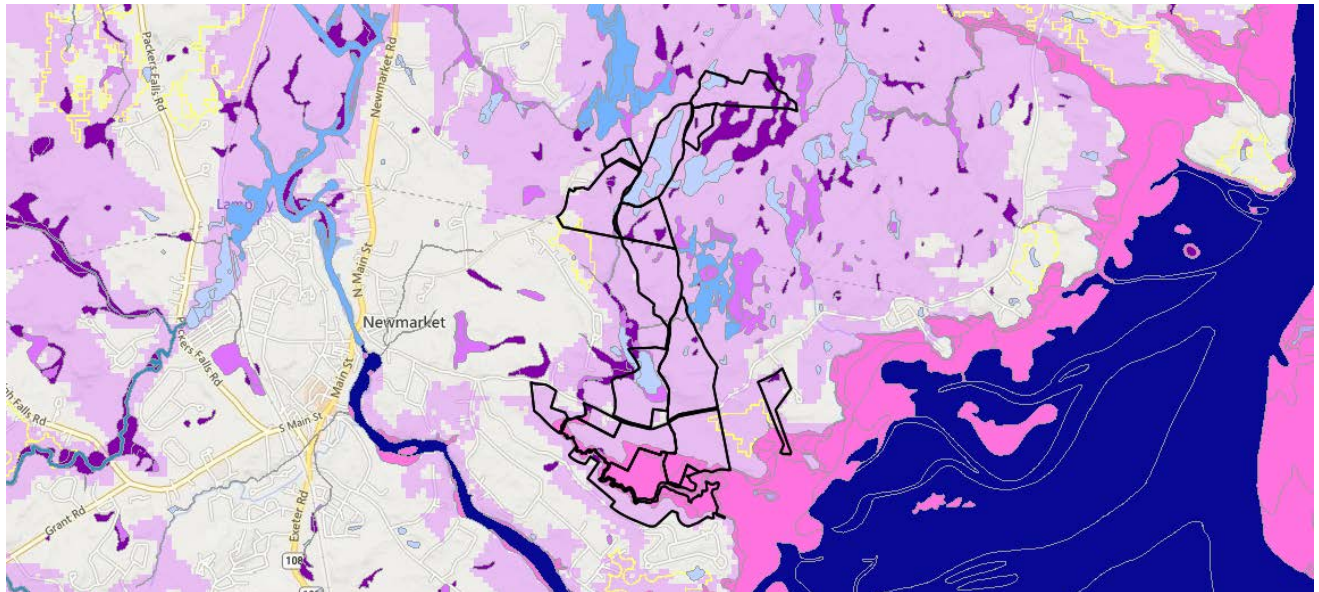 Packers Falls Rd
Newmarket Rd
N Main St
Newmarket
Packers Falls Rd
Main St
S Main St
Grant Rd
Exeter Rd
108